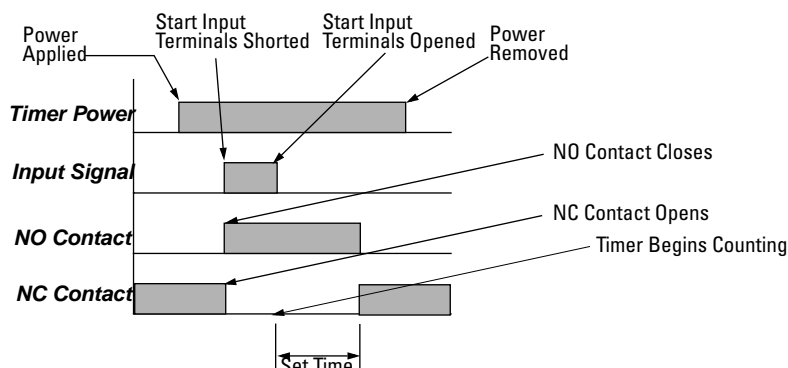 Power
Applied
Start Input
Terminals Shorted
Start Input
Terminals Opened
Power
Removed
Timer Power
Input Signal
NO Contact Closes
NO Contact
NC Contact Opens
Timer Begins Counting
NC Contact
Set Time